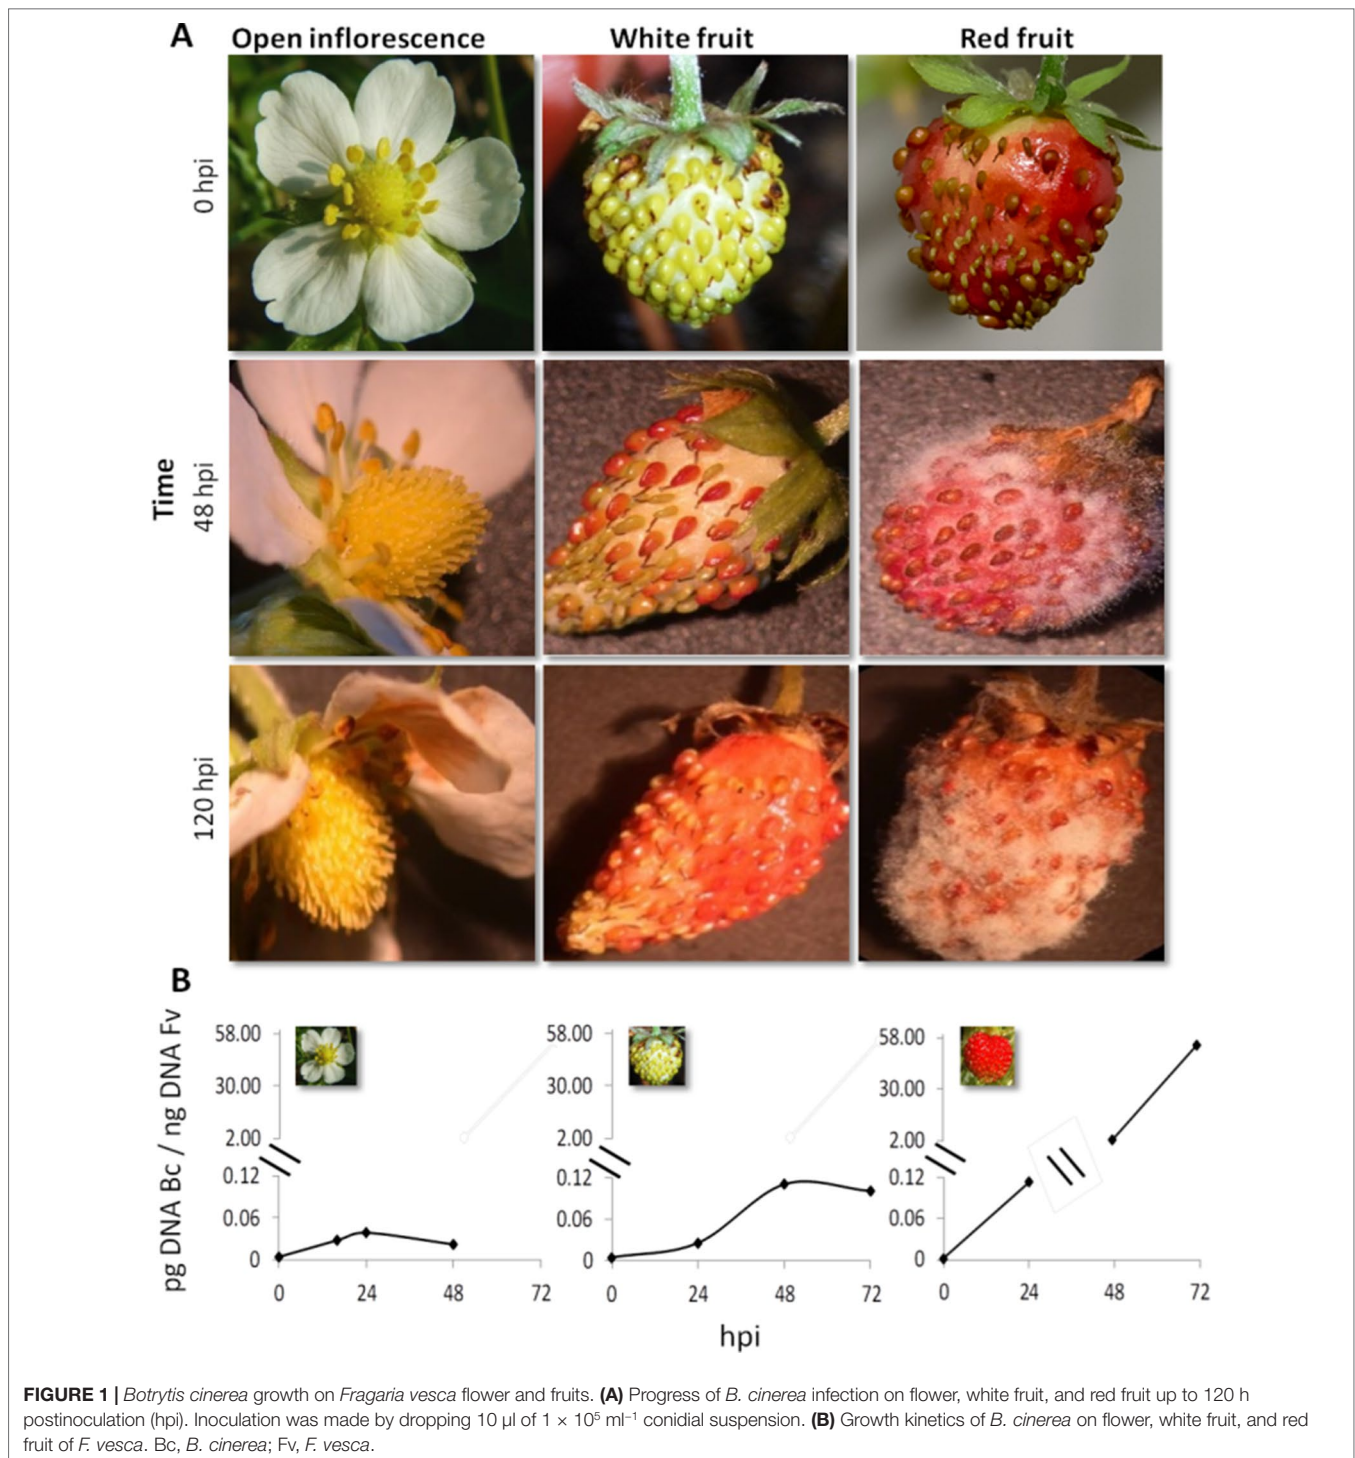 A
Open inflorescence White fruit Red fruit
0 hpi
Time
48 hpi
120 hpi
B
pg DNA Bc / ng DNA Fv
58.00
30.00
2.00
0.12
0.06
0
0 24 48 72
58.00
30.00
2.00
0.12
0.06
0
0 24 48 72
58.00
30.00
2.00
0.12
0.06
0
0 24 48 72
hpi
FIGURE 1 | Botrytis cinerea growth on Fragaria vesca flower and fruits. (A) Progress of B. cinerea infection on flower, white fruit, and red fruit up to 120 h
postinoculation (hpi). Inoculation was made by dropping 10 µl of 1 × 10⁵ ml⁻¹ conidial suspension. (B) Growth kinetics of B. cinerea on flower, white fruit, and red
fruit of F. vesca. Bc, B. cinerea; Fv, F. vesca.